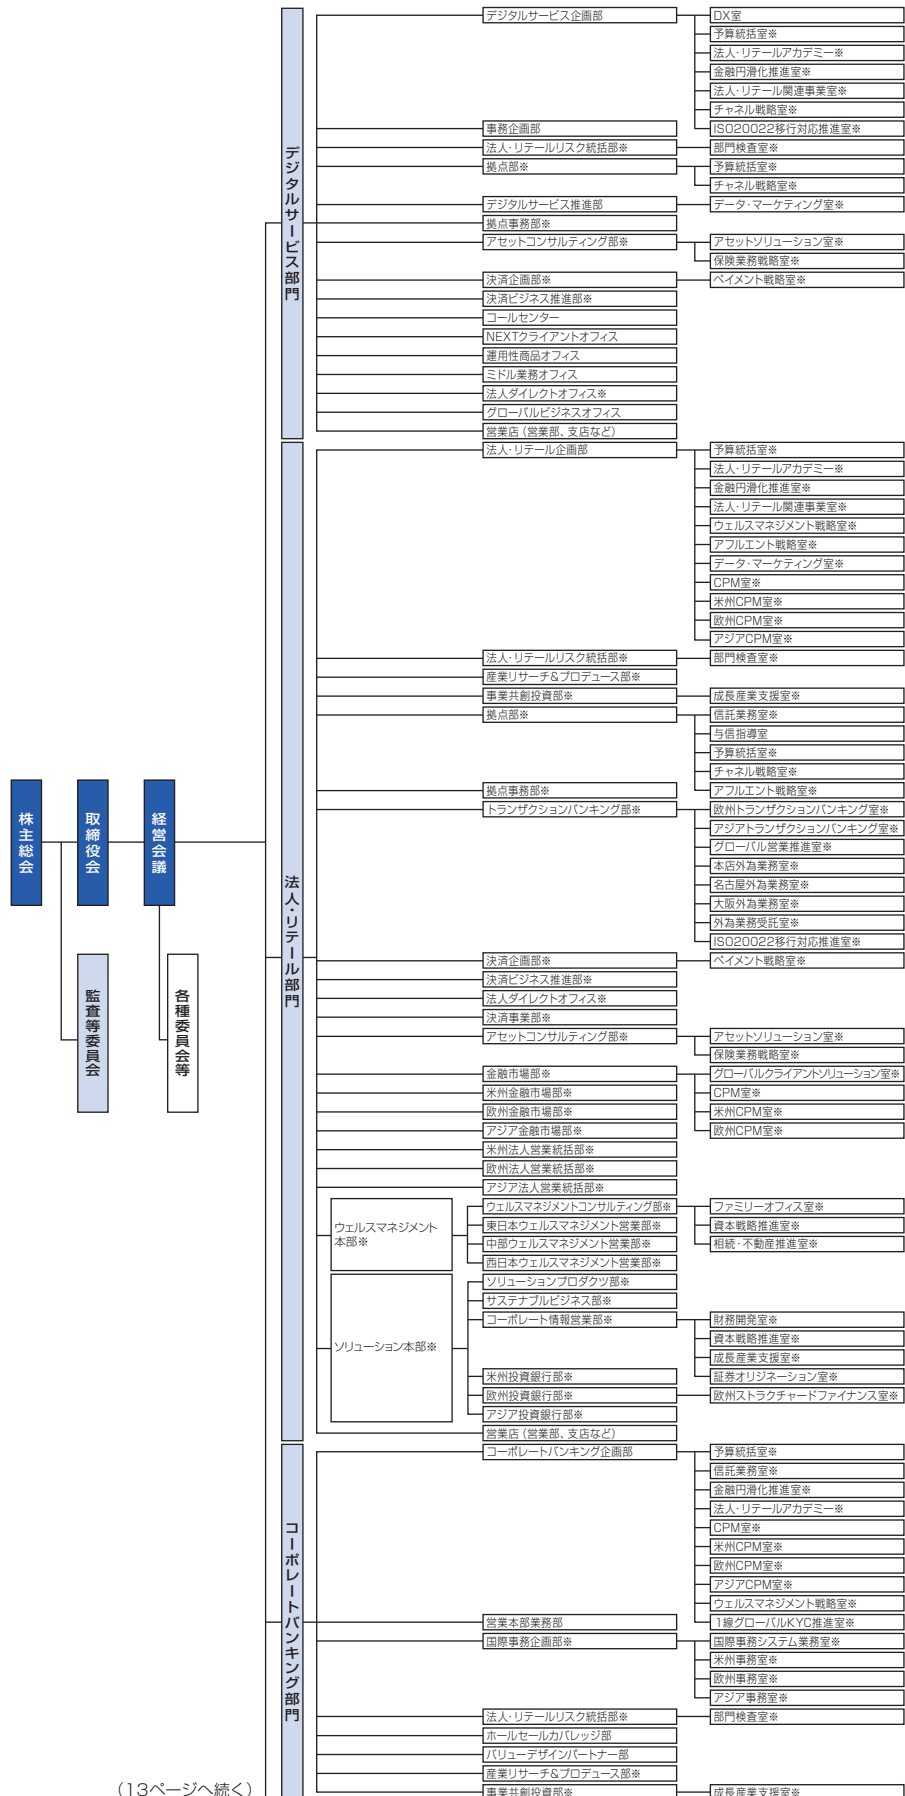 株主総会
取締役会
経営会議
監査等委員会
各種委員会等
デジタルサービス部門
デジタルサービス企画部
DX室
予算統括室※
法人・リテールアカデミー※
金融円滑化推進室※
法人・リテール関連事業室※
チャネル戦略室※
ISO20022移行対応推進室※
事務企画部
法人・リテールリスク統括部※
部門検査室※
拠点部※
予算統括室※
チャネル戦略室※
デジタルサービス推進部
データ・マーケティング室※
拠点事務部※
アセットコンサルティング部※
アセットソリューション室※
保険業務戦略室※
決済企画部※
ペイメント戦略室※
決済ビジネス推進部※
コールセンター
NEXTクライアントオフィス
運用性商品オフィス
ミドル業務オフィス
法人ダイレクトオフィス※
グローバルビジネスオフィス
営業店（営業部、支店など）
法人・リテール部門
法人・リテール企画部
予算統括室※
法人・リテールアカデミー※
金融円滑化推進室※
法人・リテール関連事業室※
ウェルスマネジメント戦略室※
アフルエント戦略室※
データ・マーケティング室※
CPM室※
米州CPM室※
欧州CPM室※
アジアCPM室※
法人・リテールリスク統括部※
部門検査室※
産業リサーチ&プロデュース部※
事業共創投資部※
成長産業支援室※
拠点部※
信託業務室※
与信指導室
予算統括室※
チャネル戦略室※
アフルエント戦略室※
拠点事務部※
トランザクションバンキング部※
欧州トランザクションバンキング室※
アジアトランザクションバンキング室※
グローバル営業推進室※
本店外為業務室※
名古屋外為業務室※
大阪外為業務室※
外為業務受託室※
ISO20022移行対応推進室※
決済企画部※
ペイメント戦略室※
決済ビジネス推進部※
法人ダイレクトオフィス※
決済事業部※
アセットコンサルティング部※
アセットソリューション室※
保険業務戦略室※
金融市場部※
グローバルクライアントソリューション室※
CPM室※
米州CPM室※
欧州CPM室※
米州金融市場部※
欧州金融市場部※
アジア金融市場部※
米州法人営業統括部※
欧州法人営業統括部※
アジア法人営業統括部※
ウェルスマネジメント
本部※
ウェルスマネジメントコンサルティング部※
ファミリーオフィス室※
資本戦略推進室※
相続・不動産推進室※
東日本ウェルスマネジメント営業部※
中部ウェルスマネジメント営業部※
西日本ウェルスマネジメント営業部※
ソリューション本部※
ソリューションプロダクツ部※
サステナブルビジネス部※
コーポレート情報営業部※
財務開発室※
資本戦略推進室※
成長産業支援室※
証券オリジネーション室※
米州投資銀行部※
欧州投資銀行部※
欧州ストラクチャードファイナンス室※
アジア投資銀行部※
営業店（営業部、支店など）
コーポレートバンキング部門
コーポレートバンキング企画部
予算統括室※
信託業務室※
金融円滑化推進室※
法人・リテールアカデミー※
CPM室※
米州CPM室※
欧州CPM室※
アジアCPM室※
ウェルスマネジメント戦略室※
1線グローバルKYC推進室※
営業本部業務部
国際事務企画部※
国際事務システム業務室※
米州事務室※
欧州事務室※
アジア事務室※
法人・リテールリスク統括部※
部門検査室※
ホールセールカバレッジ部
バリューデザインパートナー部
産業リサーチ&プロデュース部※
事業共創投資部※
成長産業支援室※
（13ページへ続く）